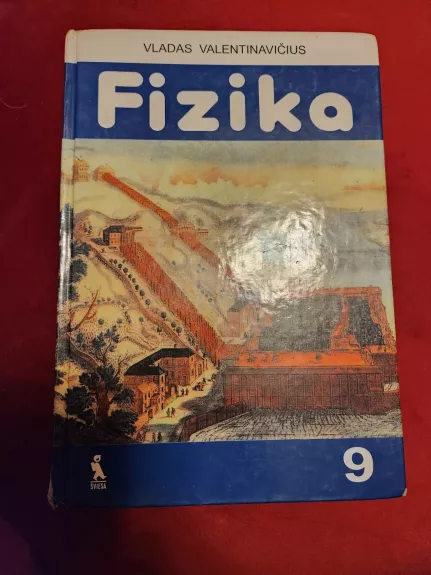 VLADAS VALENTINAVIČIUS
Fizika
9
ŠVIESA